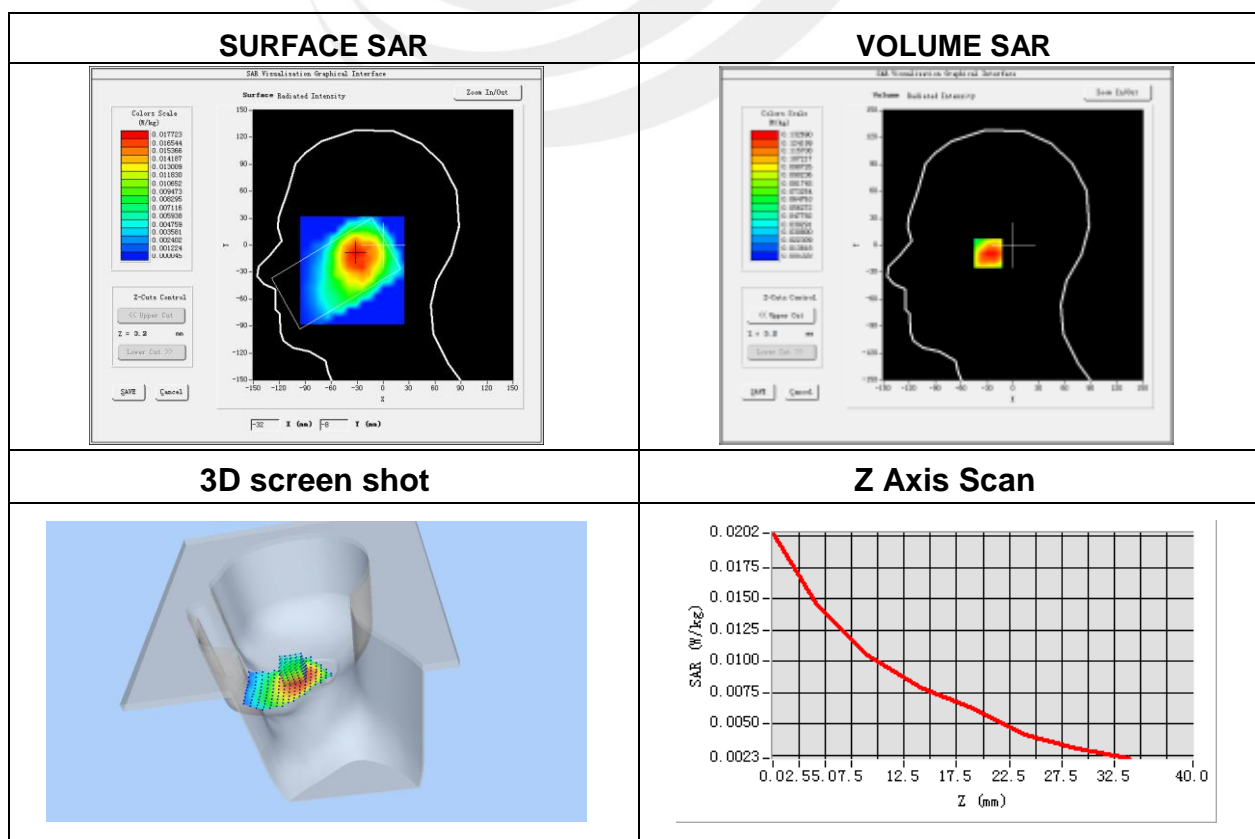 SURFACE SAR
VOLUME SAR
SAR Visualisation Graphical Interface
Surface Radiated Intensity
Zoom In/Out
Colors Scale
(W/kg)
0.017723
0.016544
0.015366
0.014187
0.013009
0.011830
0.010652
0.009473
0.008295
0.007116
0.005938
0.004759
0.003581
0.002402
0.001224
0.000045
150
120
90
60
30
0
-30
-60
-90
-120
-150
Y
-150 -120 -90 -60 -30 0 30 60 90 120 150
X
Z-Cuts Control
<< Upper Cut
Z = 3.2 mm
Lower Cut >>
SAVE Cancel
-32 X (mm) -8 Y (mm)
SAR Visualisation Graphical Interface
Volume Radiated Intensity
Zoom In/Out
Colors Scale
(W/kg)
Z-Cuts Control
<< Upper Cut
Z = 3.2 mm
Lower Cut >>
SAVE Cancel
3D screen shot
Z Axis Scan
0.0202
0.0175
0.0150
0.0125
0.0100
0.0075
0.0050
0.0023
SAR (W/kg)
0.02.55.07.5 12.5 17.5 22.5 27.5 32.5 40.0
Z (mm)